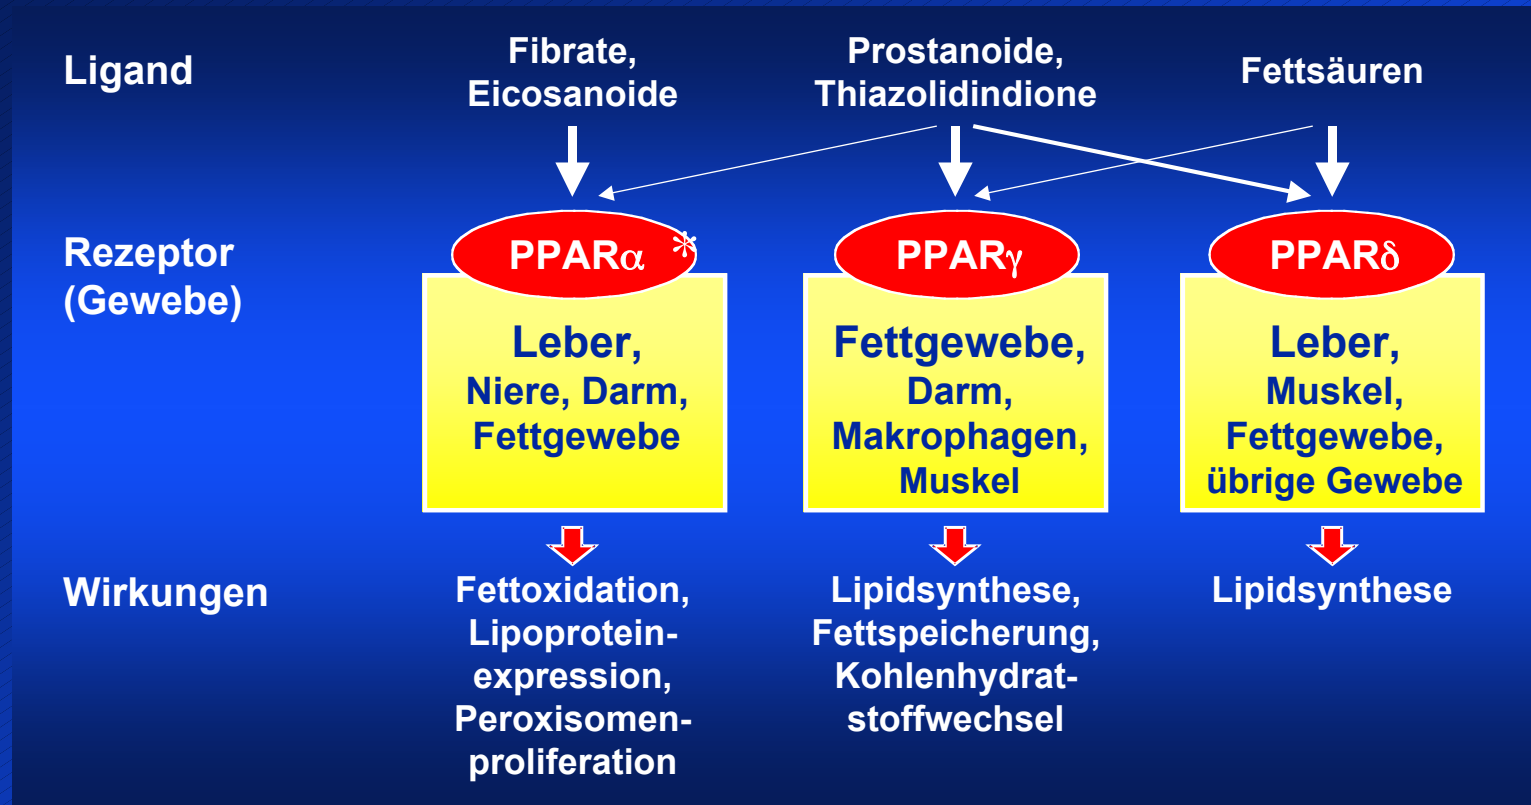 Ligand
Fibrate,
Eicosanoide
Prostanoide,
Thiazolidindione
Fettsäuren
Rezeptor
(Gewebe)
PPARα *
PPARγ
PPARδ
Leber,
Niere, Darm,
Fettgewebe
Fettgewebe,
Darm,
Makrophagen,
Muskel
Leber,
Muskel,
Fettgewebe,
übrige Gewebe
Wirkungen
Fettoxidation,
Lipoprotein-
expression,
Peroxisomen-
proliferation
Lipidsynthese,
Fettspeicherung,
Kohlenhydrat-
stoffwechsel
Lipidsynthese